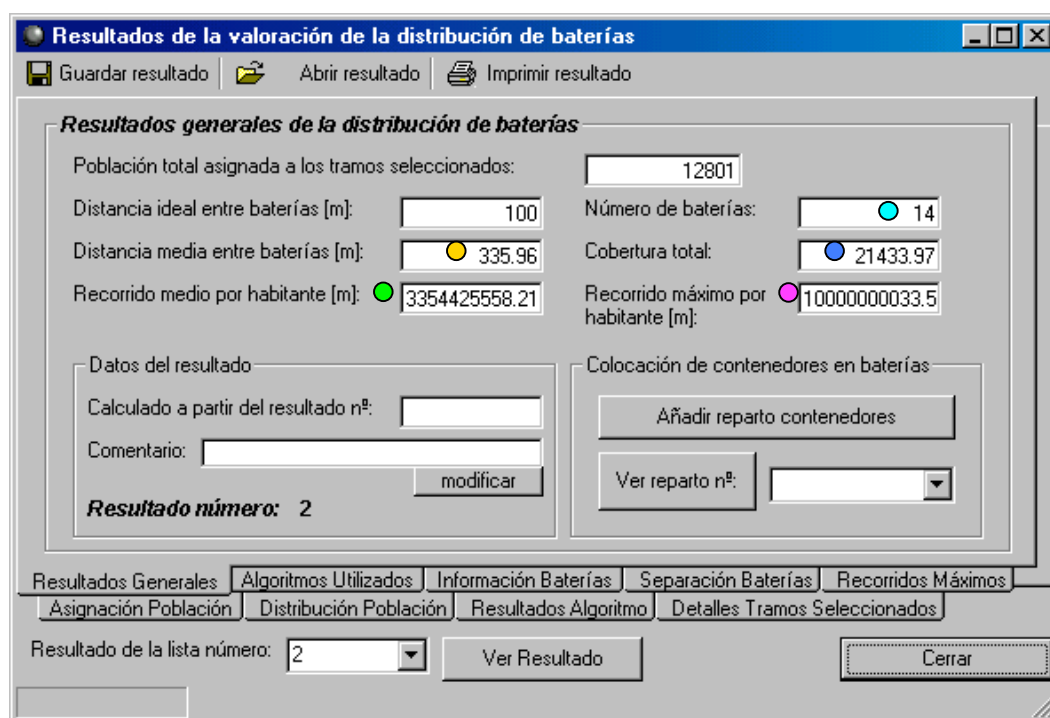 Resultados de la valoración de la distribución de baterías
Guardar resultado Abrir resultado Imprimir resultado
Resultados generales de la distribución de baterías
Población total asignada a los tramos seleccionados: 12801
Distancia ideal entre baterías [m]: 100 Número de baterías: 14
Distancia media entre baterías [m]: 335.96 Cobertura total: 21433.97
Recorrido medio por habitante [m]: 3354425558.21 Recorrido máximo por 10000000033.5
habitante [m]:
Datos del resultado Colocación de contenedores en baterías
Calculado a partir del resultado nº: Añadir reparto contenedores
Comentario:
modificar Ver reparto nº:
Resultado número: 2
Resultados Generales Algoritmos Utilizados Información Baterías Separación Baterías Recorridos Máximos
Asignación Población Distribución Población Resultados Algoritmo Detalles Tramos Seleccionados
Resultado de la lista número: 2 Ver Resultado Cerrar